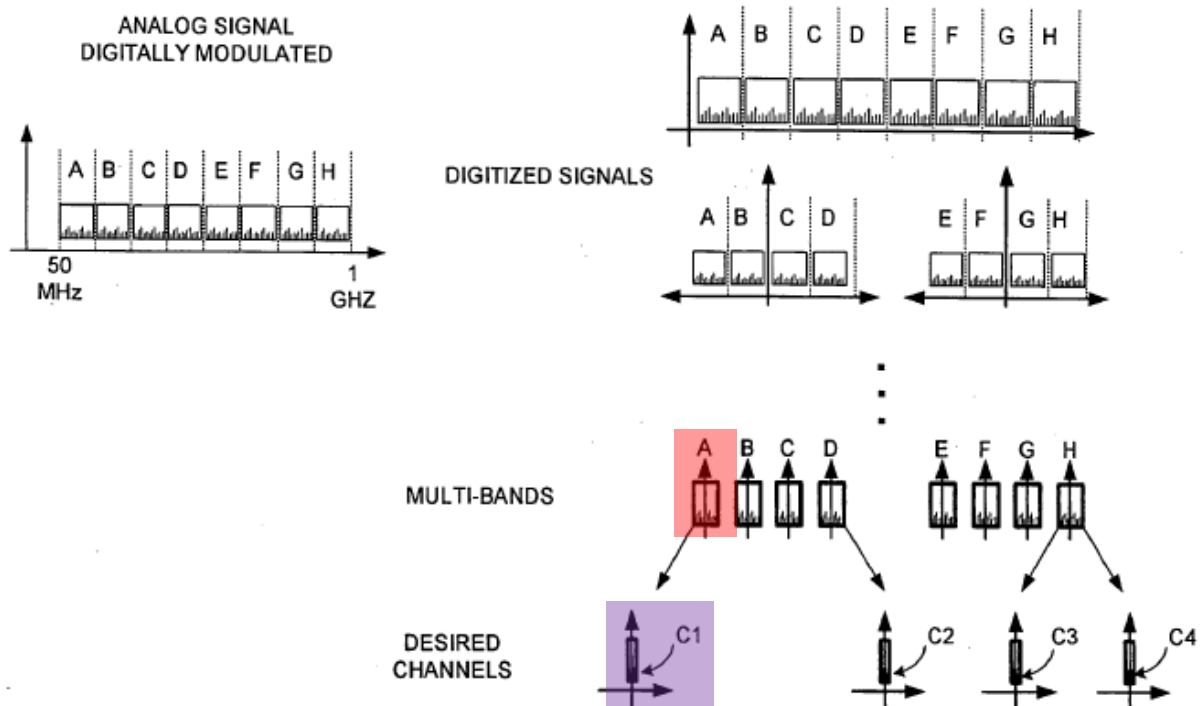 ANALOG SIGNAL
DIGITALLY MODULATED
A B C D E F G H
50
MHz
1
GHZ
DIGITIZED SIGNALS
A B C D E F G H
A B C D
E F G H
MULTI-BANDS
A B C D E F G H
DESIRED
CHANNELS
C1 C2 C3 C4